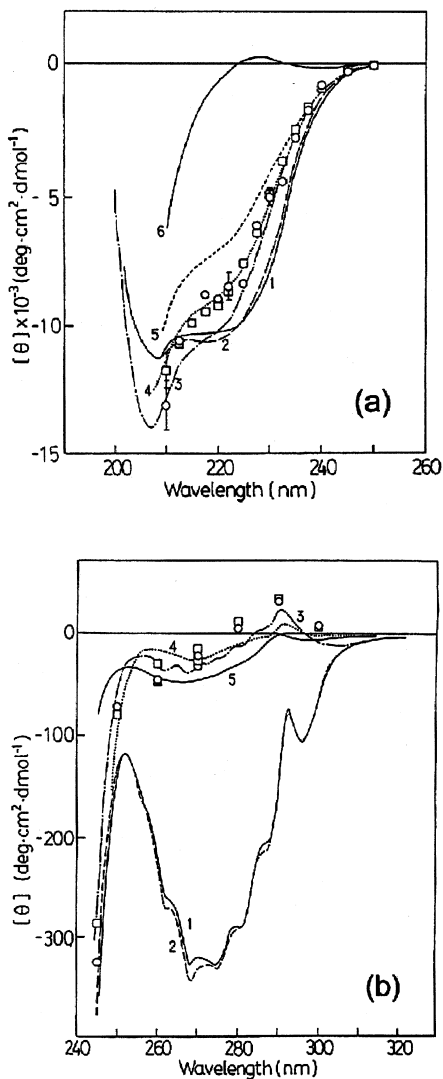 0
-5
-10
-15
[θ]×10⁻³(deg·cm²·dmol⁻¹)
6
5
4
3
2
1
(a)
200 220 240 260
Wavelength (nm)
0
-100
-200
-300
[θ] (deg·cm²·dmol⁻¹)
3
4
5
1
2
(b)
240 260 280 300 320
Wavelength (nm)